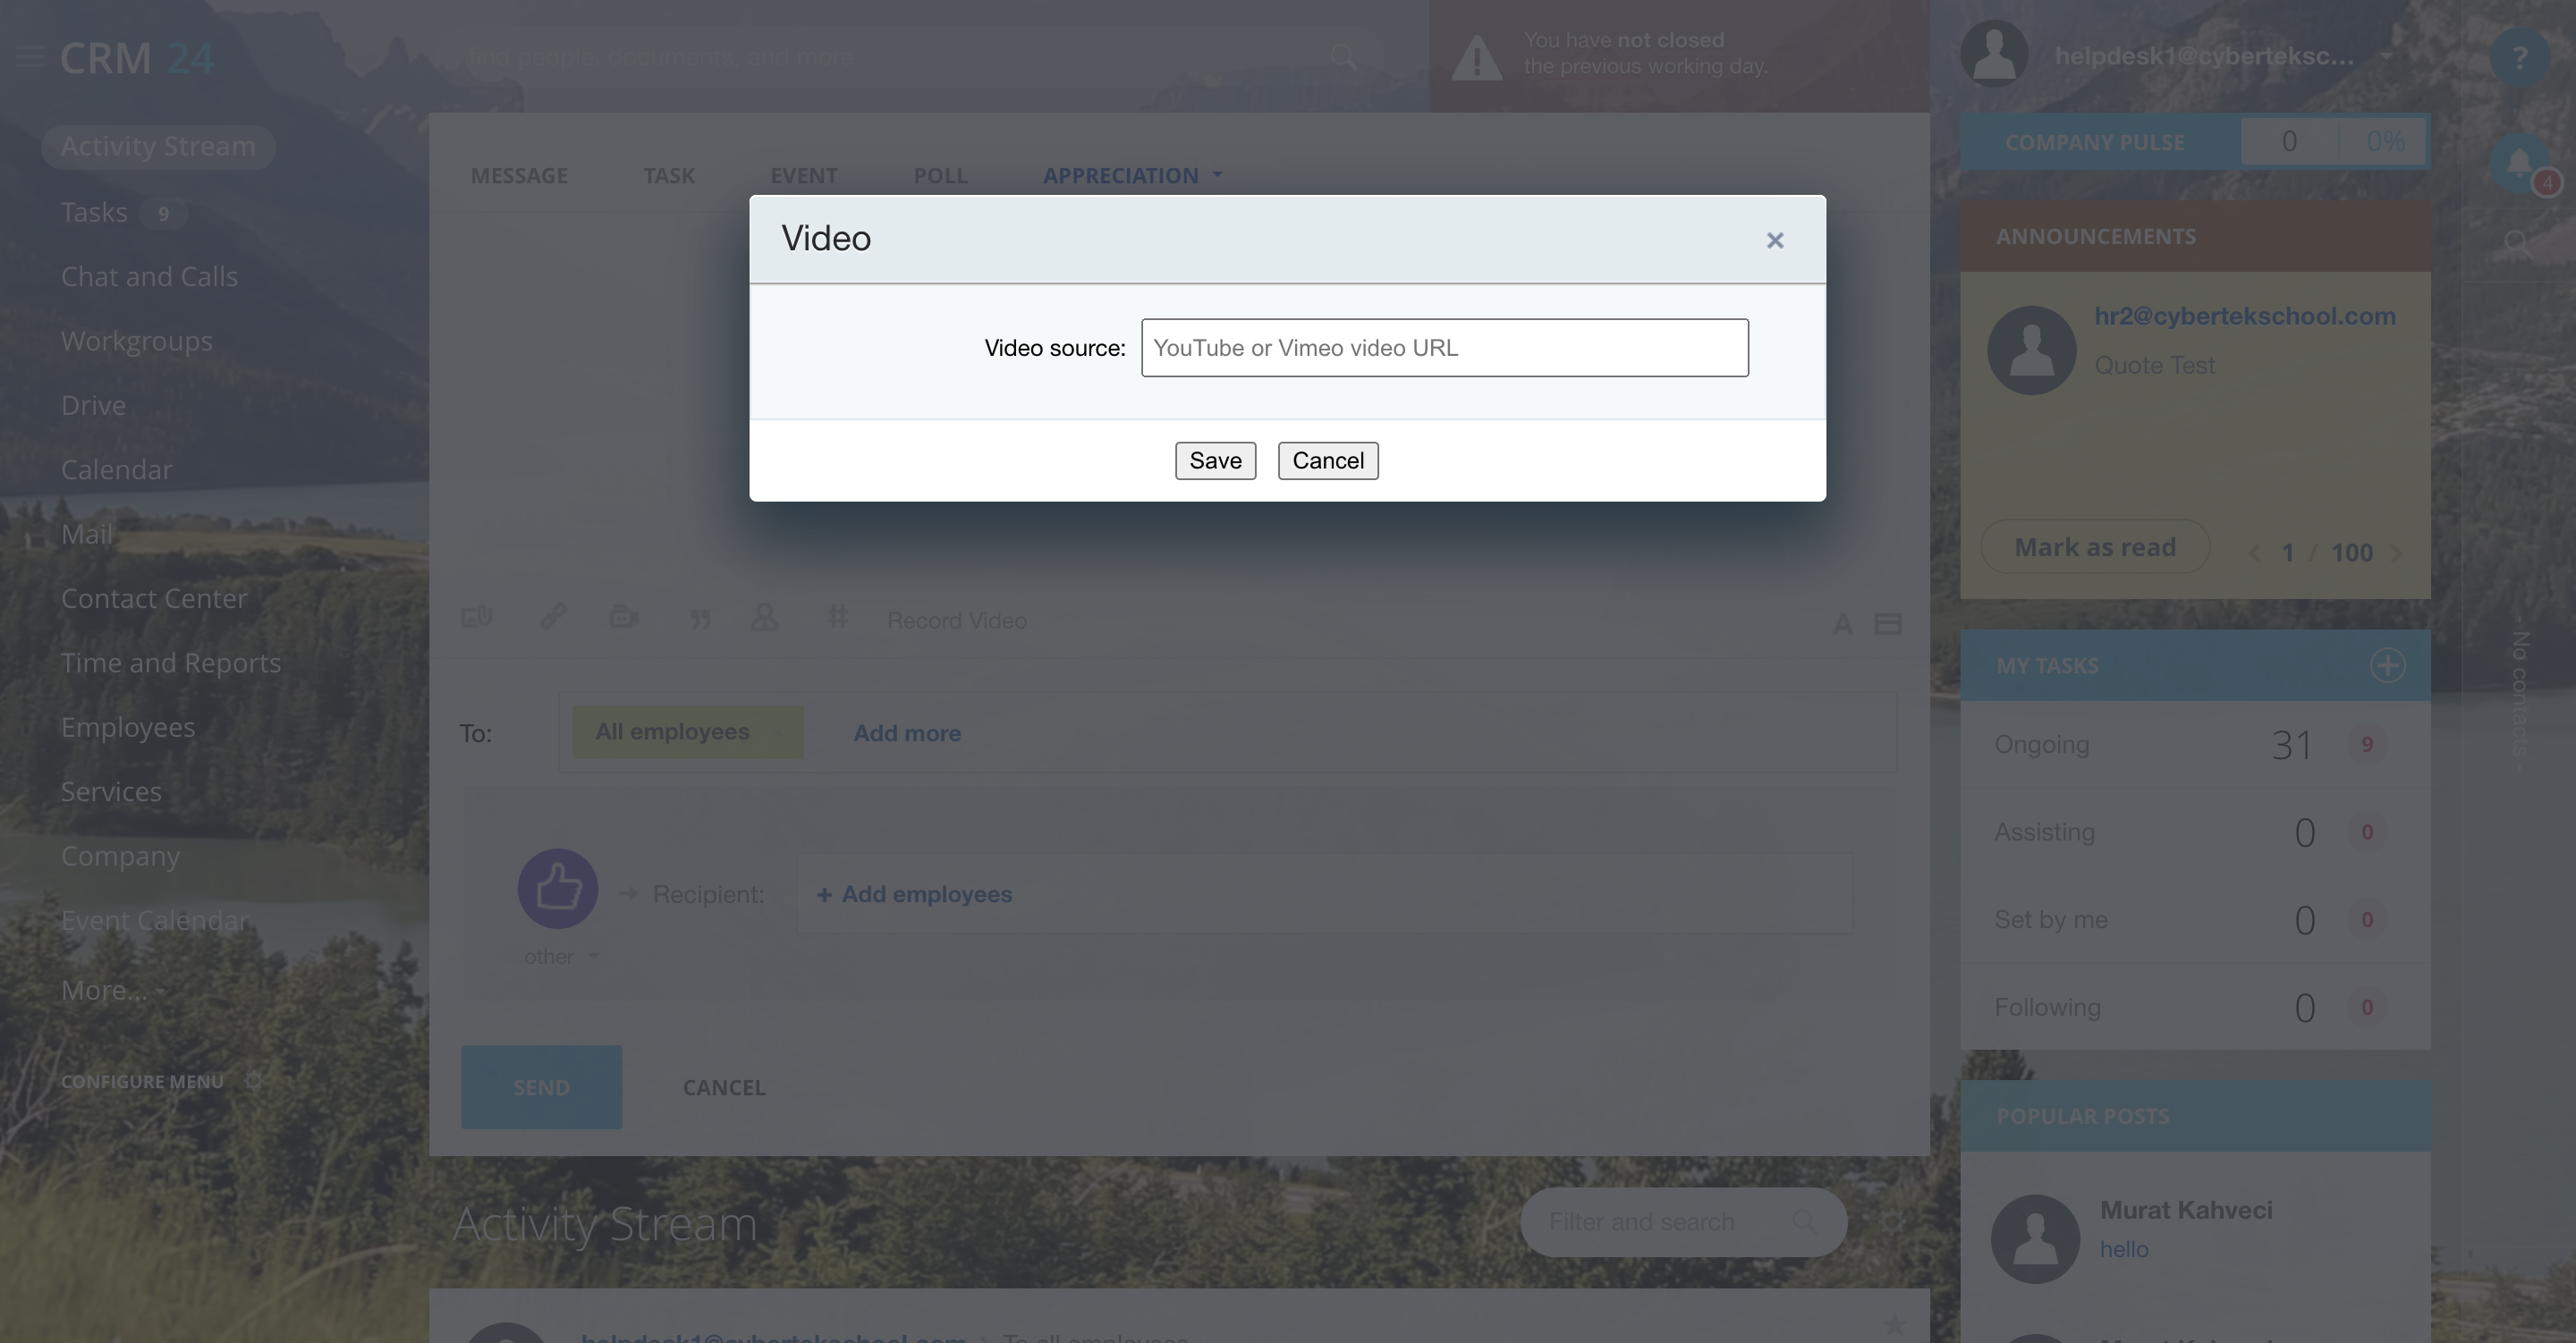 CRM 24
find people, documents, and more
You have not closed
the previous working day.
helpdesk1@cyberteksc...
?
Activity Stream
Tasks 9
Chat and Calls
Workgroups
Drive
Calendar
Mail
Contact Center
Time and Reports
Employees
Services
Company
Event Calendar
More...
CONFIGURE MENU
MESSAGE TASK EVENT POLL APPRECIATION
Video ×
Video source: YouTube or Vimeo video URL
Save Cancel
Record Video A
To: All employees Add more
Recipient: + Add employees
other
SEND CANCEL
Activity Stream Filter and search
helpdesk1@cybertekschool.com > To all employees
COMPANY PULSE 0 0%
4
ANNOUNCEMENTS
hr2@cybertekschool.com
Quote Test
Mark as read < 1 / 100 >
MY TASKS
Ongoing 31 9
Assisting 0 0
Set by me 0 0
Following 0 0
POPULAR POSTS
Murat Kahveci
hello
Murat Kahveci
- No contacts -